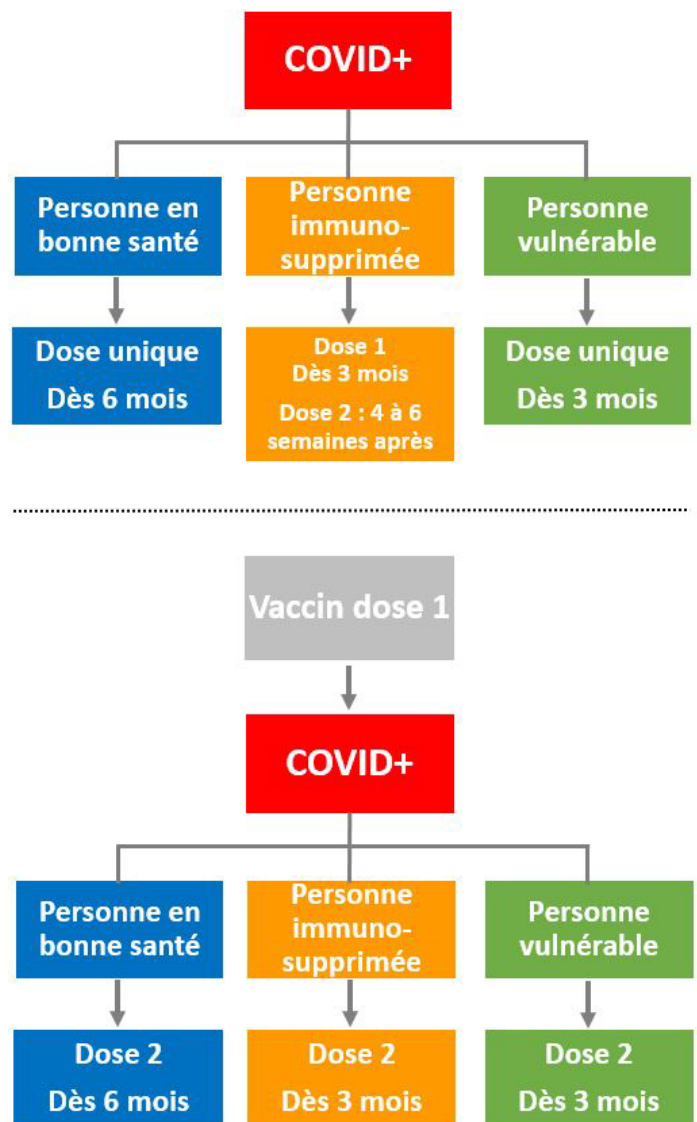 COVID+
Personne en
bonne santé
Personne
immuno-
supprimée
Personne
vulnérable
Dose unique
Dès 6 mois
Dose 1
Dès 3 mois
Dose 2 : 4 à 6
semaines après
Dose unique
Dès 3 mois
Vaccin dose 1
COVID+
Personne en
bonne santé
Personne
immuno-
supprimée
Personne
vulnérable
Dose 2
Dès 6 mois
Dose 2
Dès 3 mois
Dose 2
Dès 3 mois